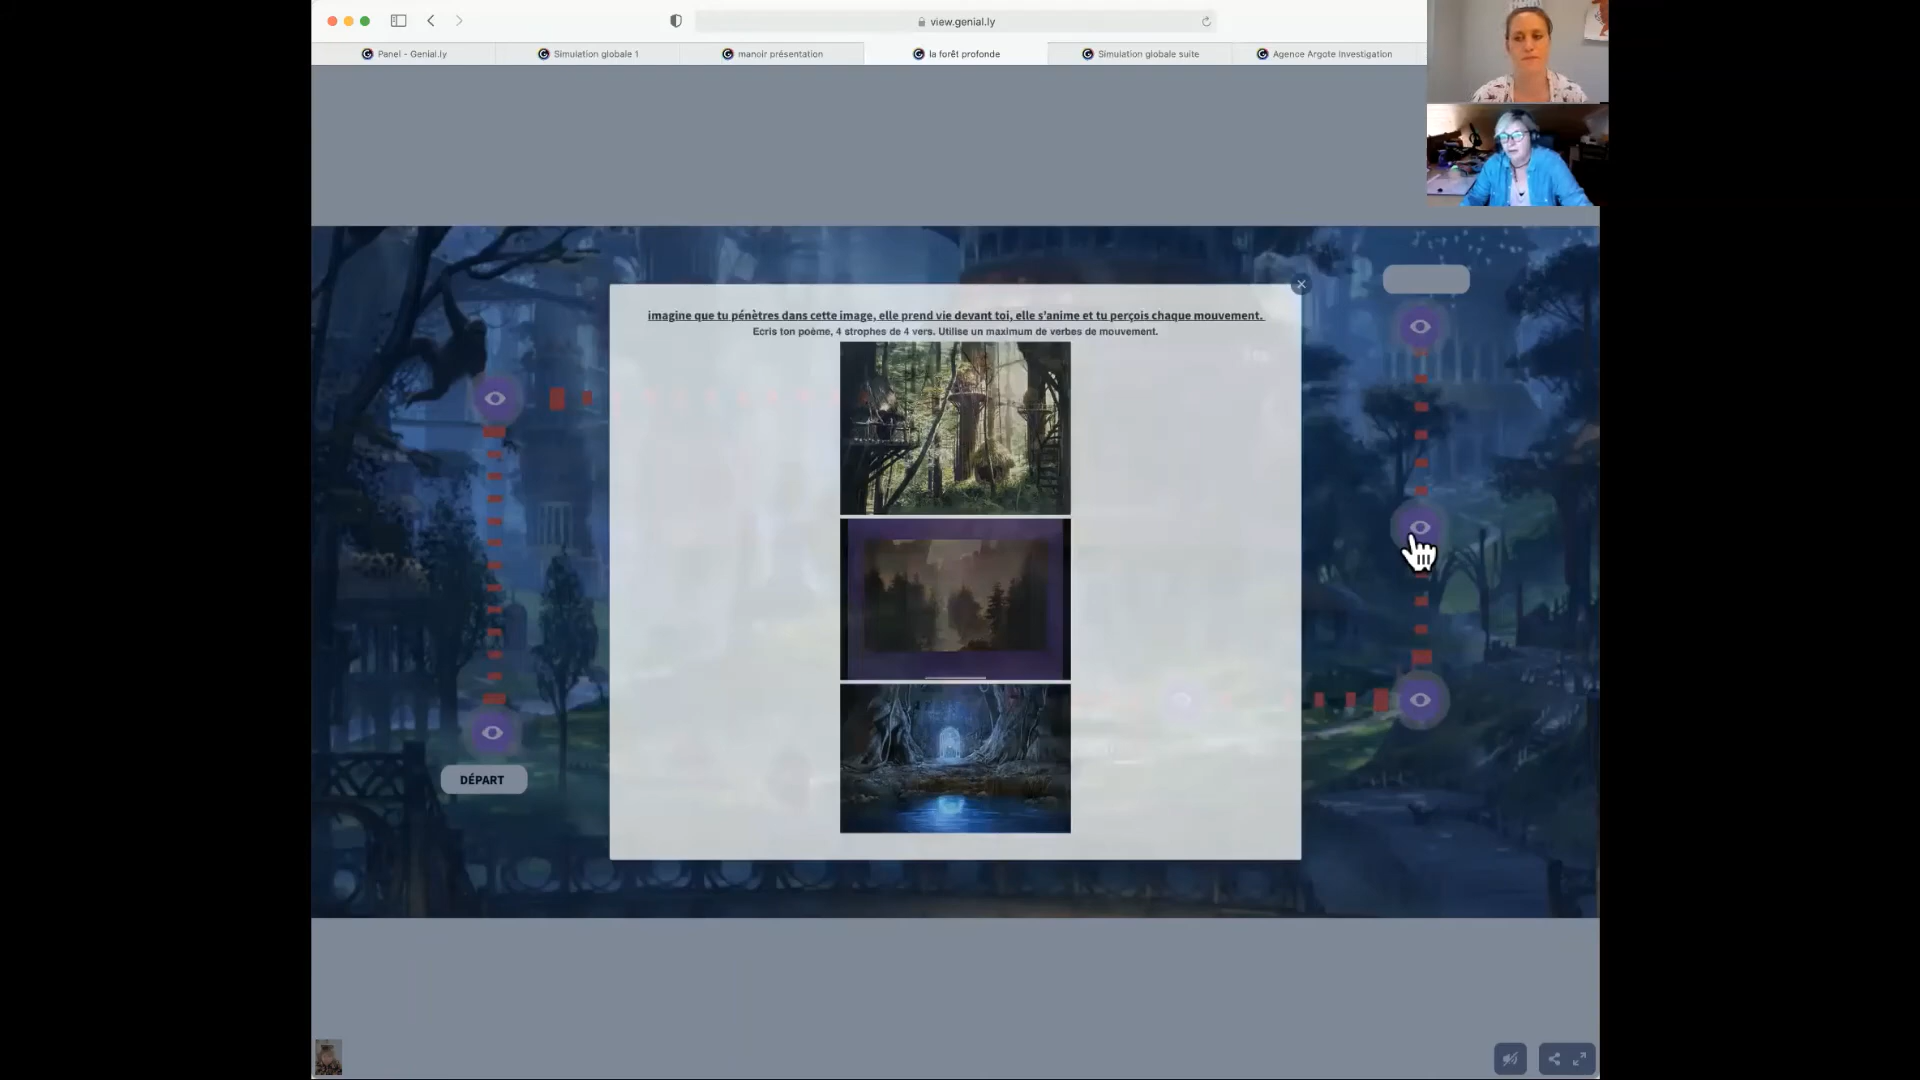 view.genial.ly
Panel - Genial.ly
Simulation globale 1
manoir présentation
la forêt profonde
Simulation globale suite
Agence Argote Investigation
imagine que tu pénètres dans cette image, elle prend vie devant toi, elle s'anime et tu perçois chaque mouvement.
Ecris ton poème, 4 strophes de 4 vers. Utilise un maximum de verbes de mouvement.
DÉPART